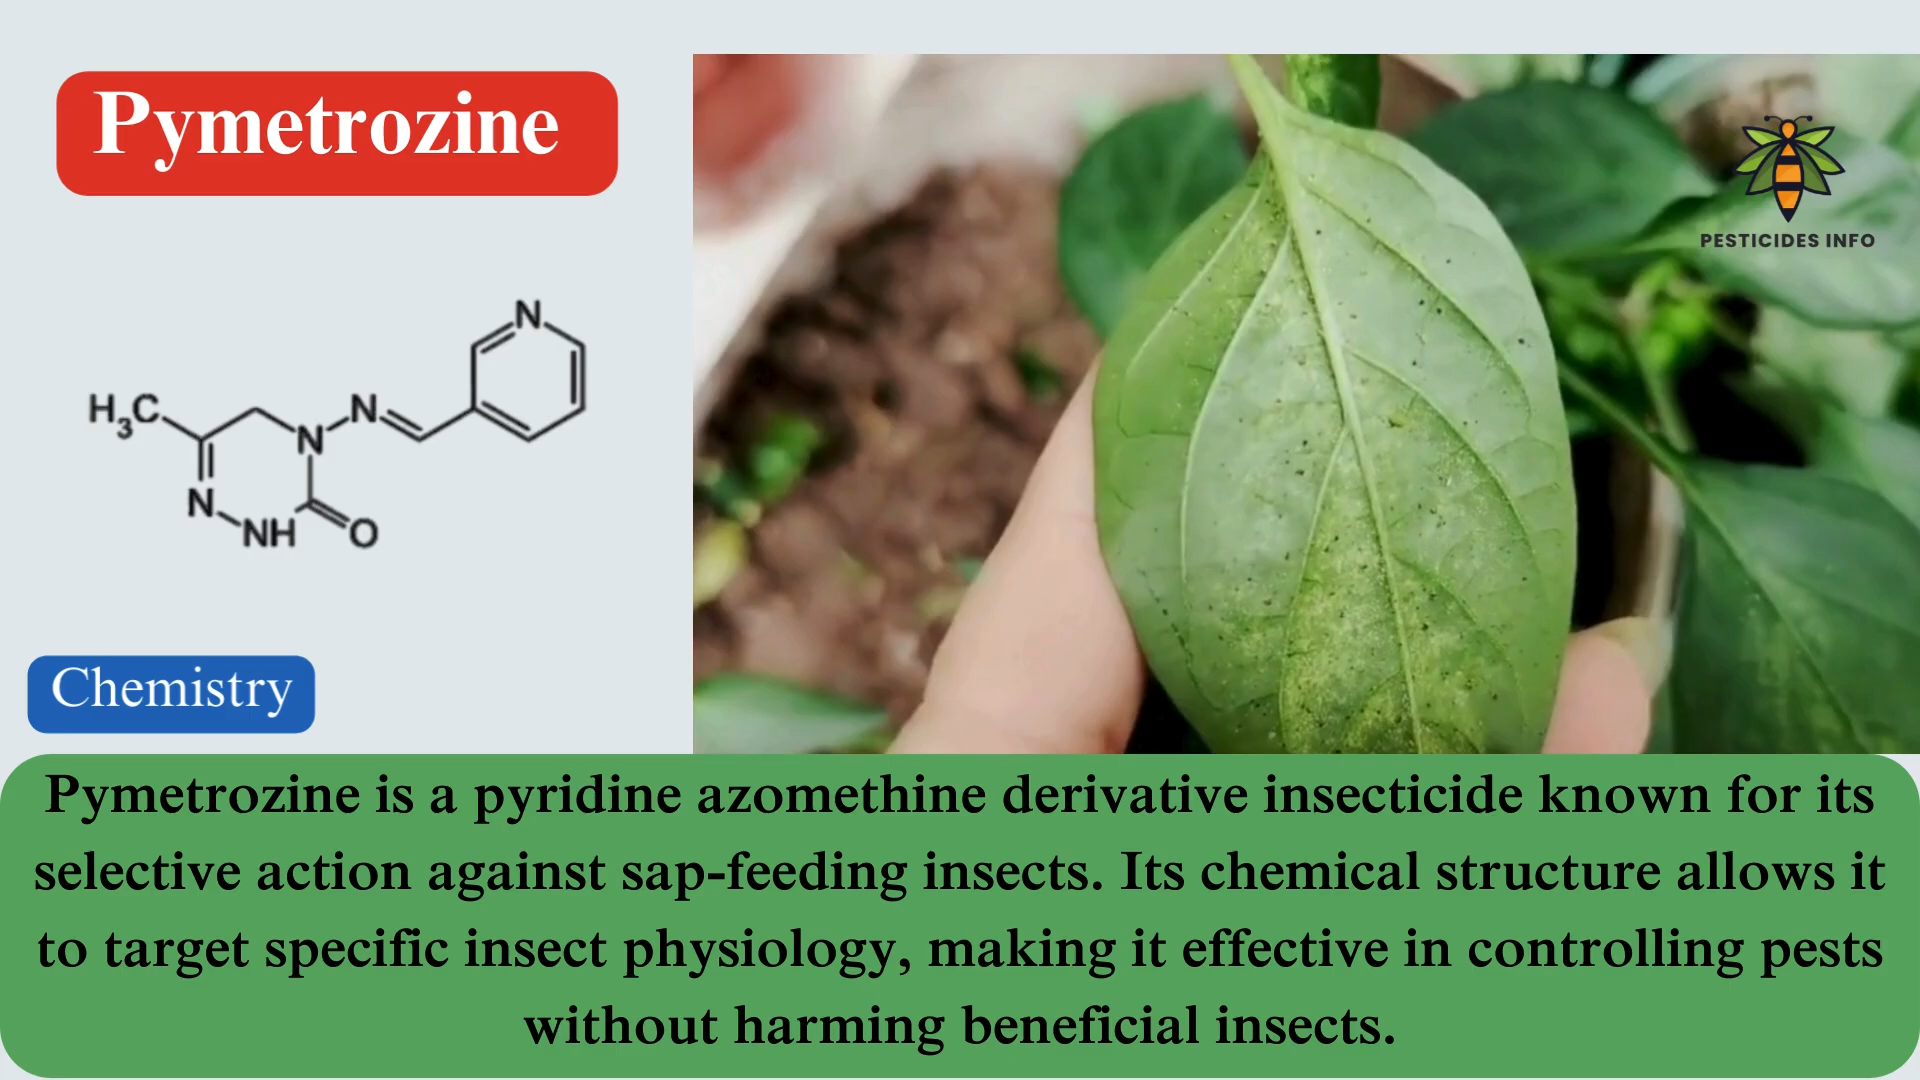 Pymetrozine
PESTICIDES INFO
N
H₃C
N
N
N
NH
O
Chemistry
Pymetrozine is a pyridine azomethine derivative insecticide known for its
selective action against sap-feeding insects. Its chemical structure allows it
to target specific insect physiology, making it effective in controlling pests
without harming beneficial insects.